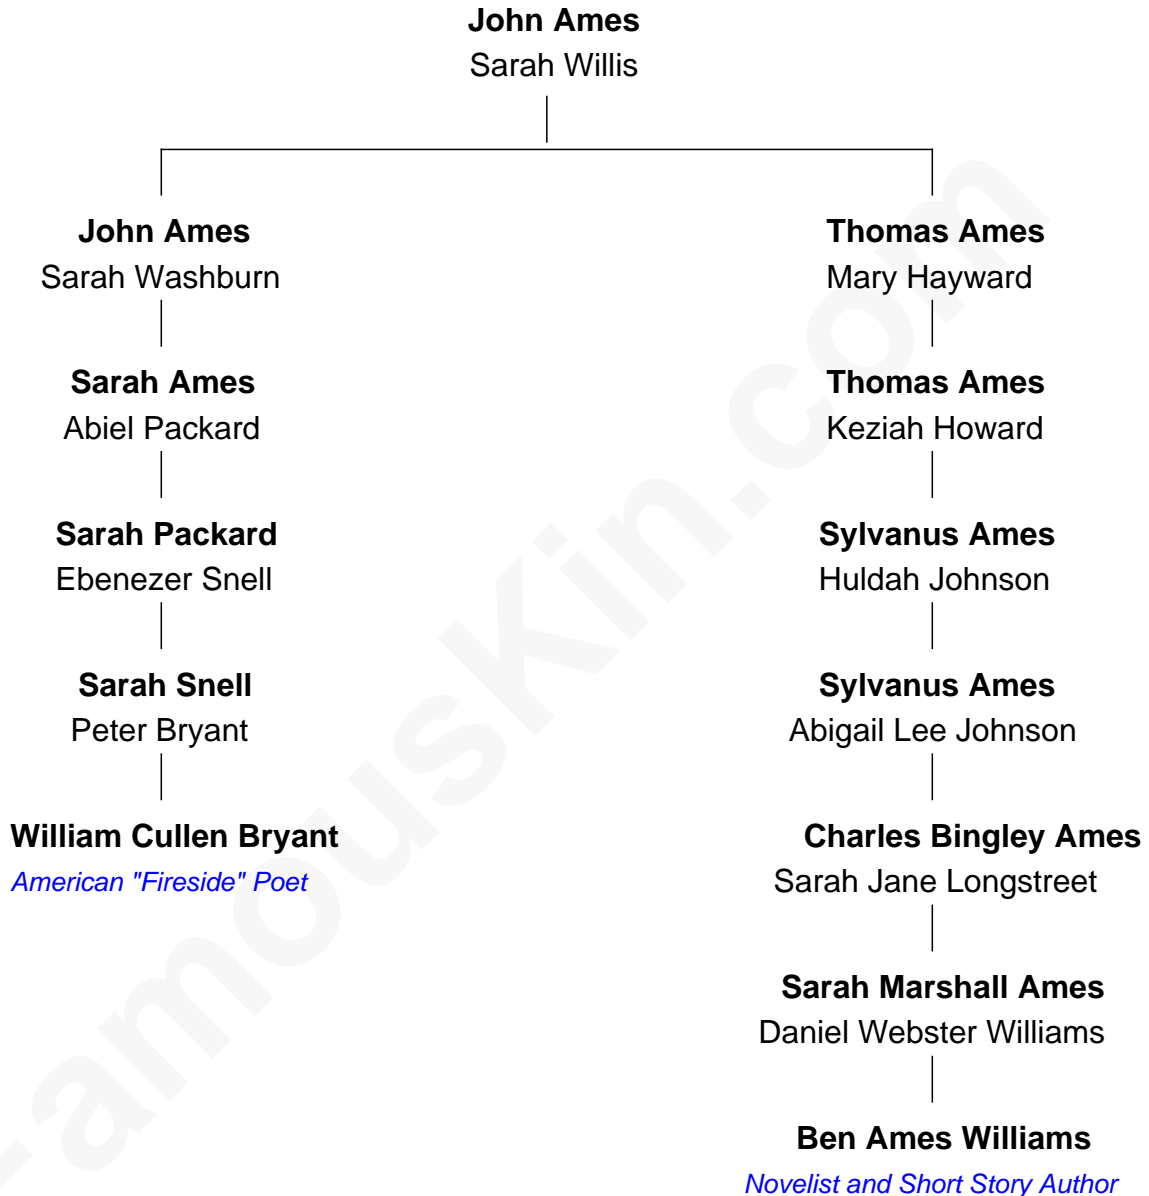 John Ames
Sarah Willis
John Ames
Sarah Washburn
Thomas Ames
Mary Hayward
Sarah Ames
Abiel Packard
Thomas Ames
Keziah Howard
Sarah Packard
Ebenezer Snell
Sylvanus Ames
Huldah Johnson
Sarah Snell
Peter Bryant
Sylvanus Ames
Abigail Lee Johnson
William Cullen Bryant
American "Fireside" Poet
Charles Bingley Ames
Sarah Jane Longstreet
Sarah Marshall Ames
Daniel Webster Williams
Ben Ames Williams
Novelist and Short Story Author
FamousKin.com